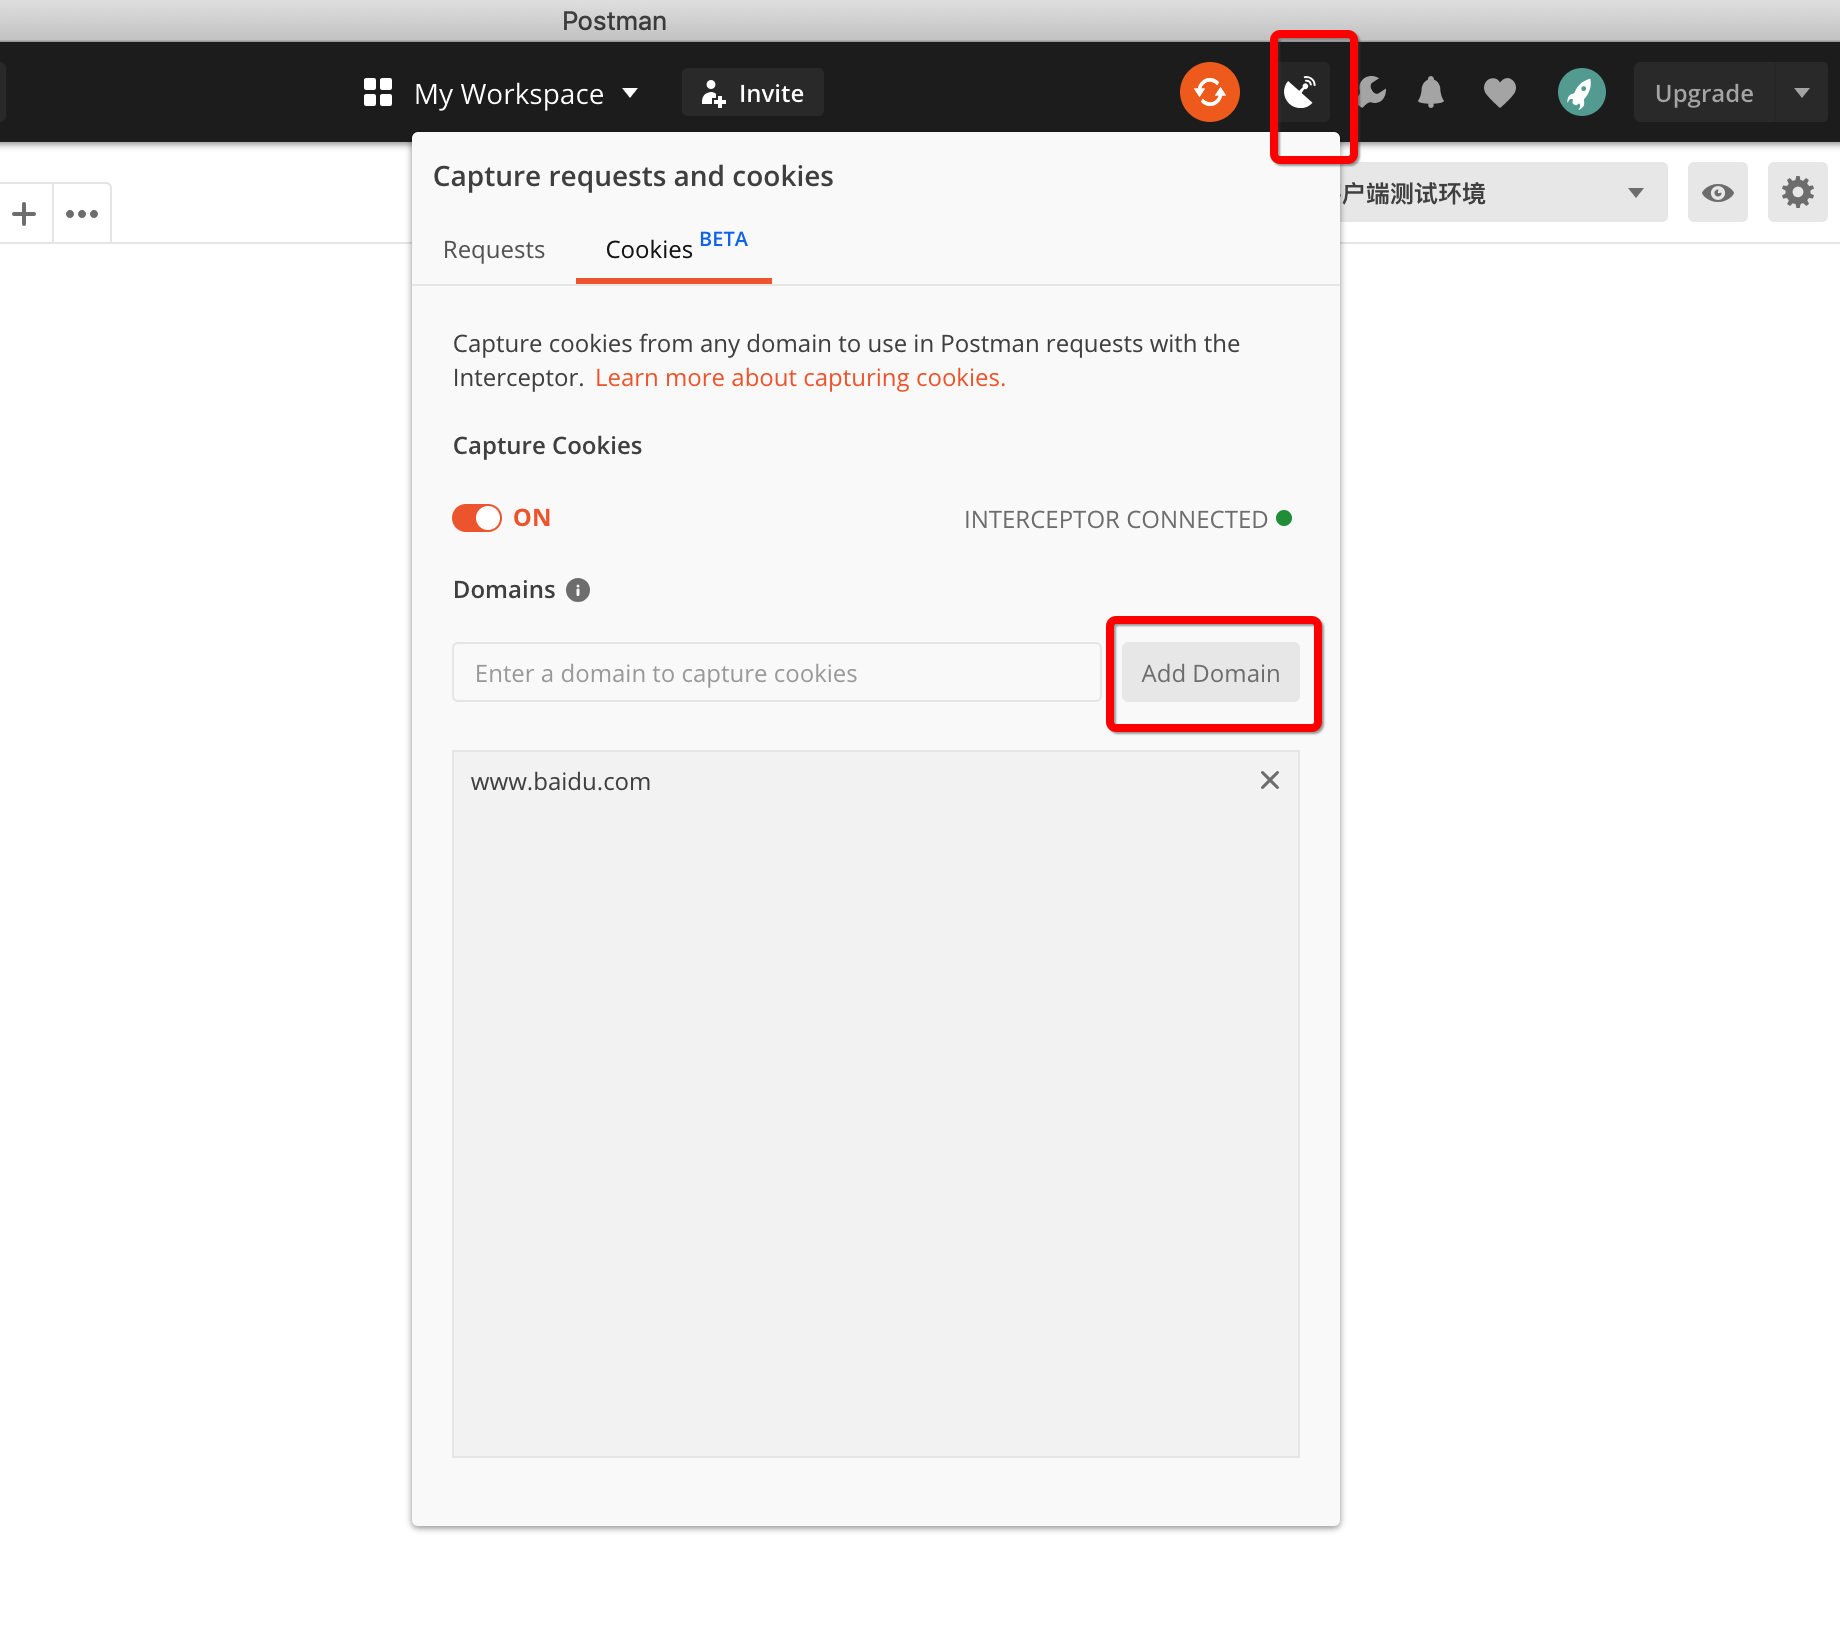 Postman
My Workspace
Invite
Upgrade
Capture requests and cookies
户端测试环境
Requests
Cookies BETA
Capture cookies from any domain to use in Postman requests with the
Interceptor. Learn more about capturing cookies.
Capture Cookies
ON
INTERCEPTOR CONNECTED
Domains
Enter a domain to capture cookies
Add Domain
www.baidu.com